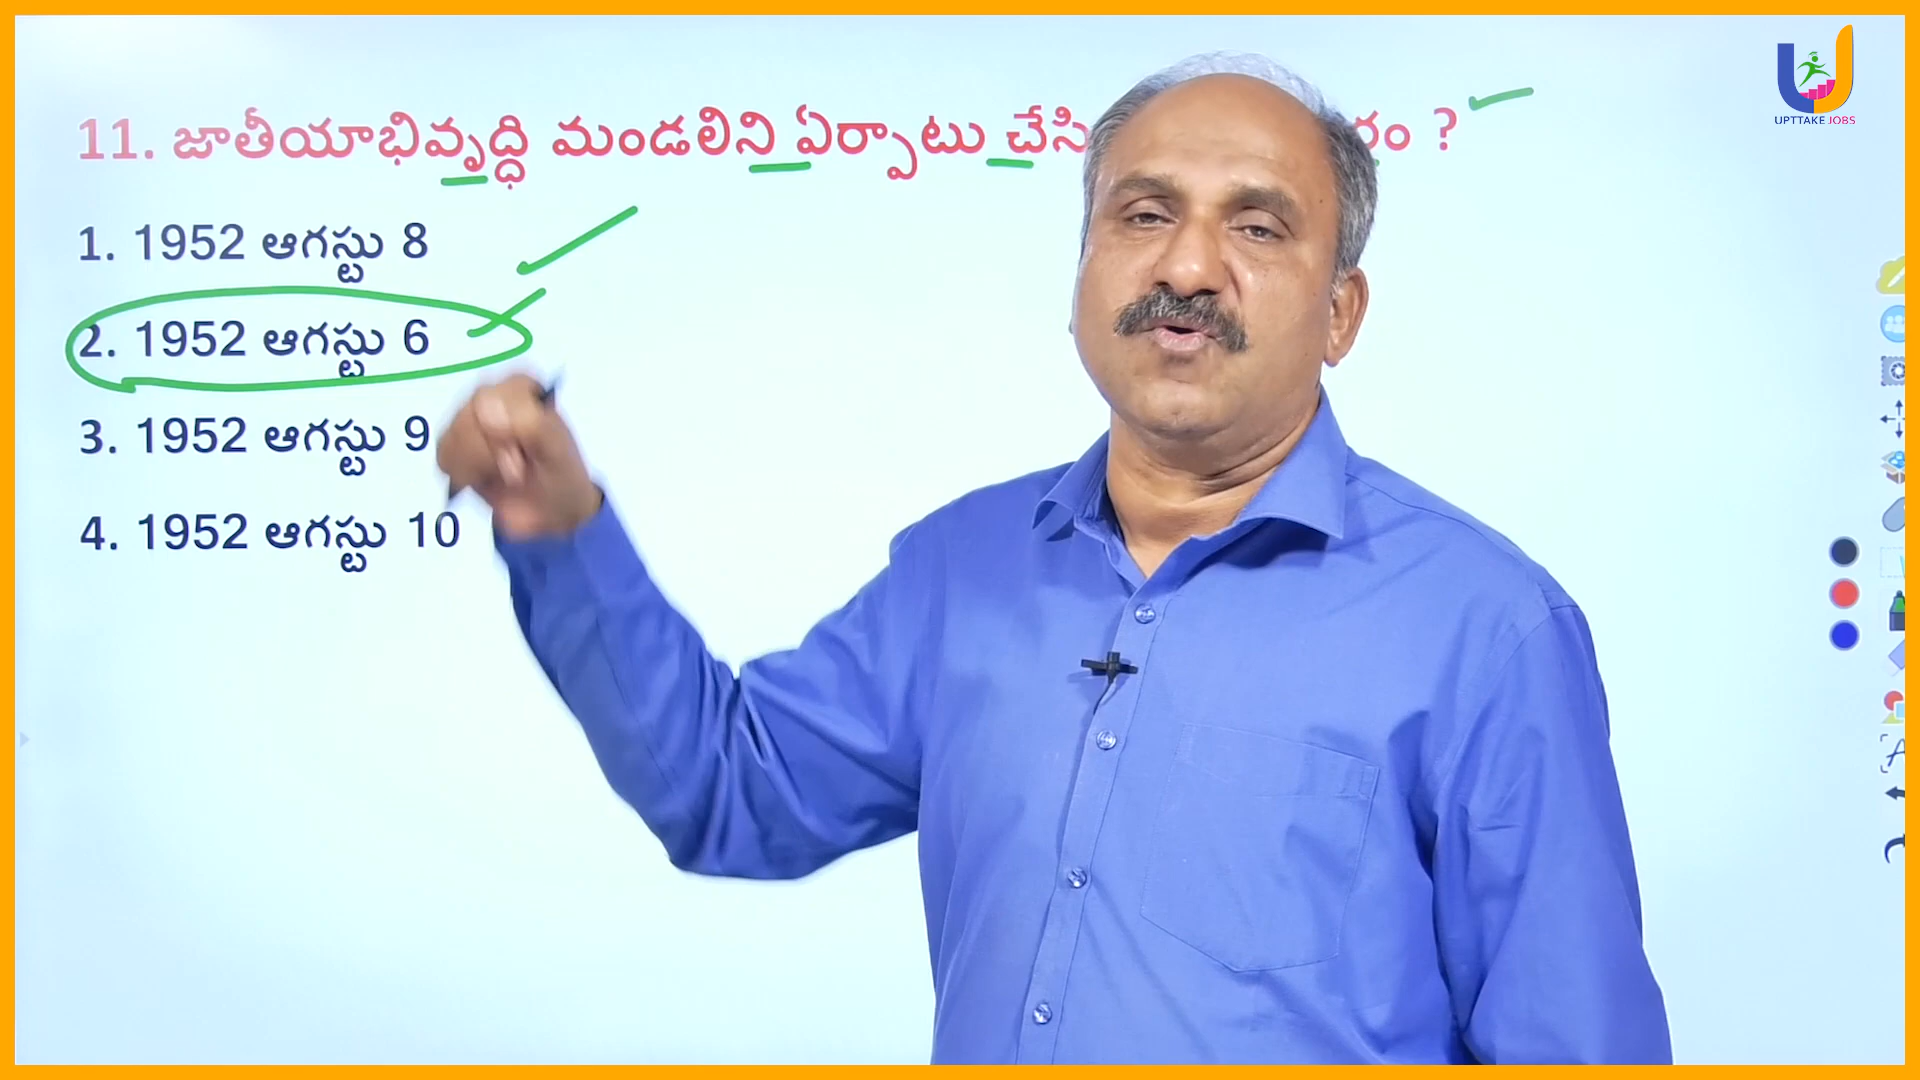 11. జాతీయాభివృద్ధి మండలిని ఏర్పాటు చేసి ?
1. 1952 ఆగస్టు 8
2. 1952 ఆగస్టు 6
3. 1952 ఆగస్టు 9
4. 1952 ఆగస్టు 10
UPTTAKE JOBS